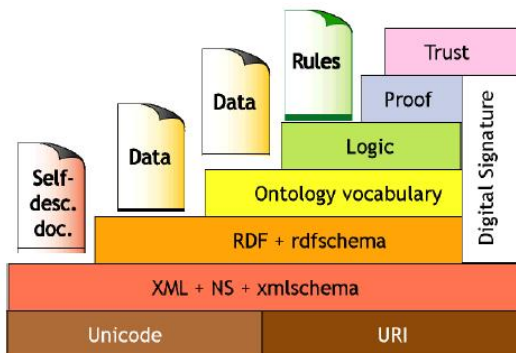 Trust
Rules
Proof
Data
Logic
Data
Ontology vocabulary
Digital Signature
Self-
desc.
doc.
RDF + rdfschema
XML + NS + xmlschema
Unicode
URI